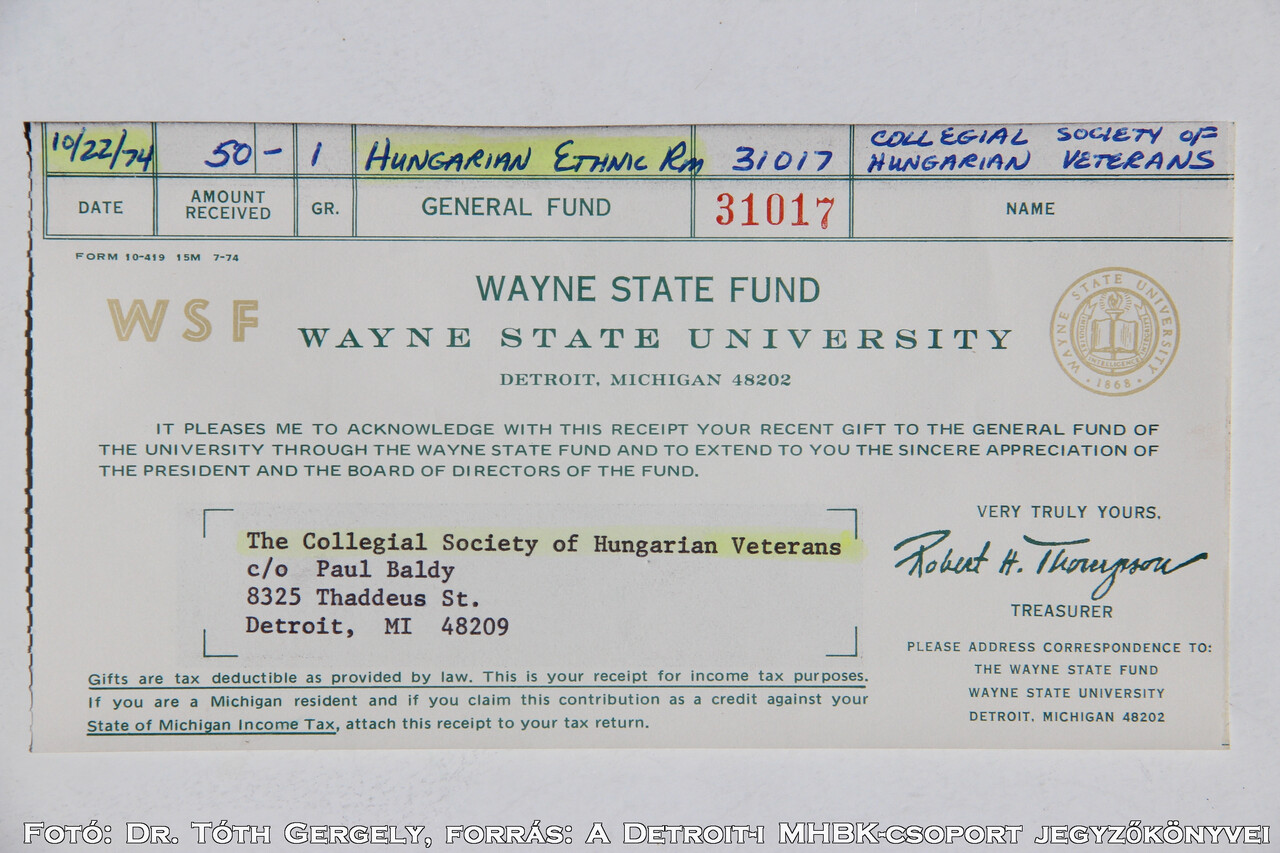 10/22/74 50 - 1 HUNGARIAN ETHNIC RM 31017 COLLEGIAL SOCIETY OF
HUNGARIAN VETERANS
DATE AMOUNT RECEIVED GR. GENERAL FUND 31017 NAME
FORM 10-419 15M 7-74
WSF
WAYNE STATE FUND
WAYNE STATE UNIVERSITY
DETROIT, MICHIGAN 48202
WAYNE STATE UNIVERSITY
INTELLIGENCE
1868
IT PLEASES ME TO ACKNOWLEDGE WITH THIS RECEIPT YOUR RECENT GIFT TO THE GENERAL FUND OF
THE UNIVERSITY THROUGH THE WAYNE STATE FUND AND TO EXTEND TO YOU THE SINCERE APPRECIATION OF
THE PRESIDENT AND THE BOARD OF DIRECTORS OF THE FUND.
The Collegial Society of Hungarian Veterans
c/o Paul Baldy
8325 Thaddeus St.
Detroit, MI 48209
VERY TRULY YOURS,
Robert H. Thompson
TREASURER
PLEASE ADDRESS CORRESPONDENCE TO:
THE WAYNE STATE FUND
WAYNE STATE UNIVERSITY
DETROIT, MICHIGAN 48202
Gifts are tax deductible as provided by law. This is your receipt for income tax purposes.
If you are a Michigan resident and if you claim this contribution as a credit against your
State of Michigan Income Tax, attach this receipt to your tax return.
Fotó: Dr. Tóth Gergely, forrás: A Detroit-i MHBK-csoport jegyzőkönyvei